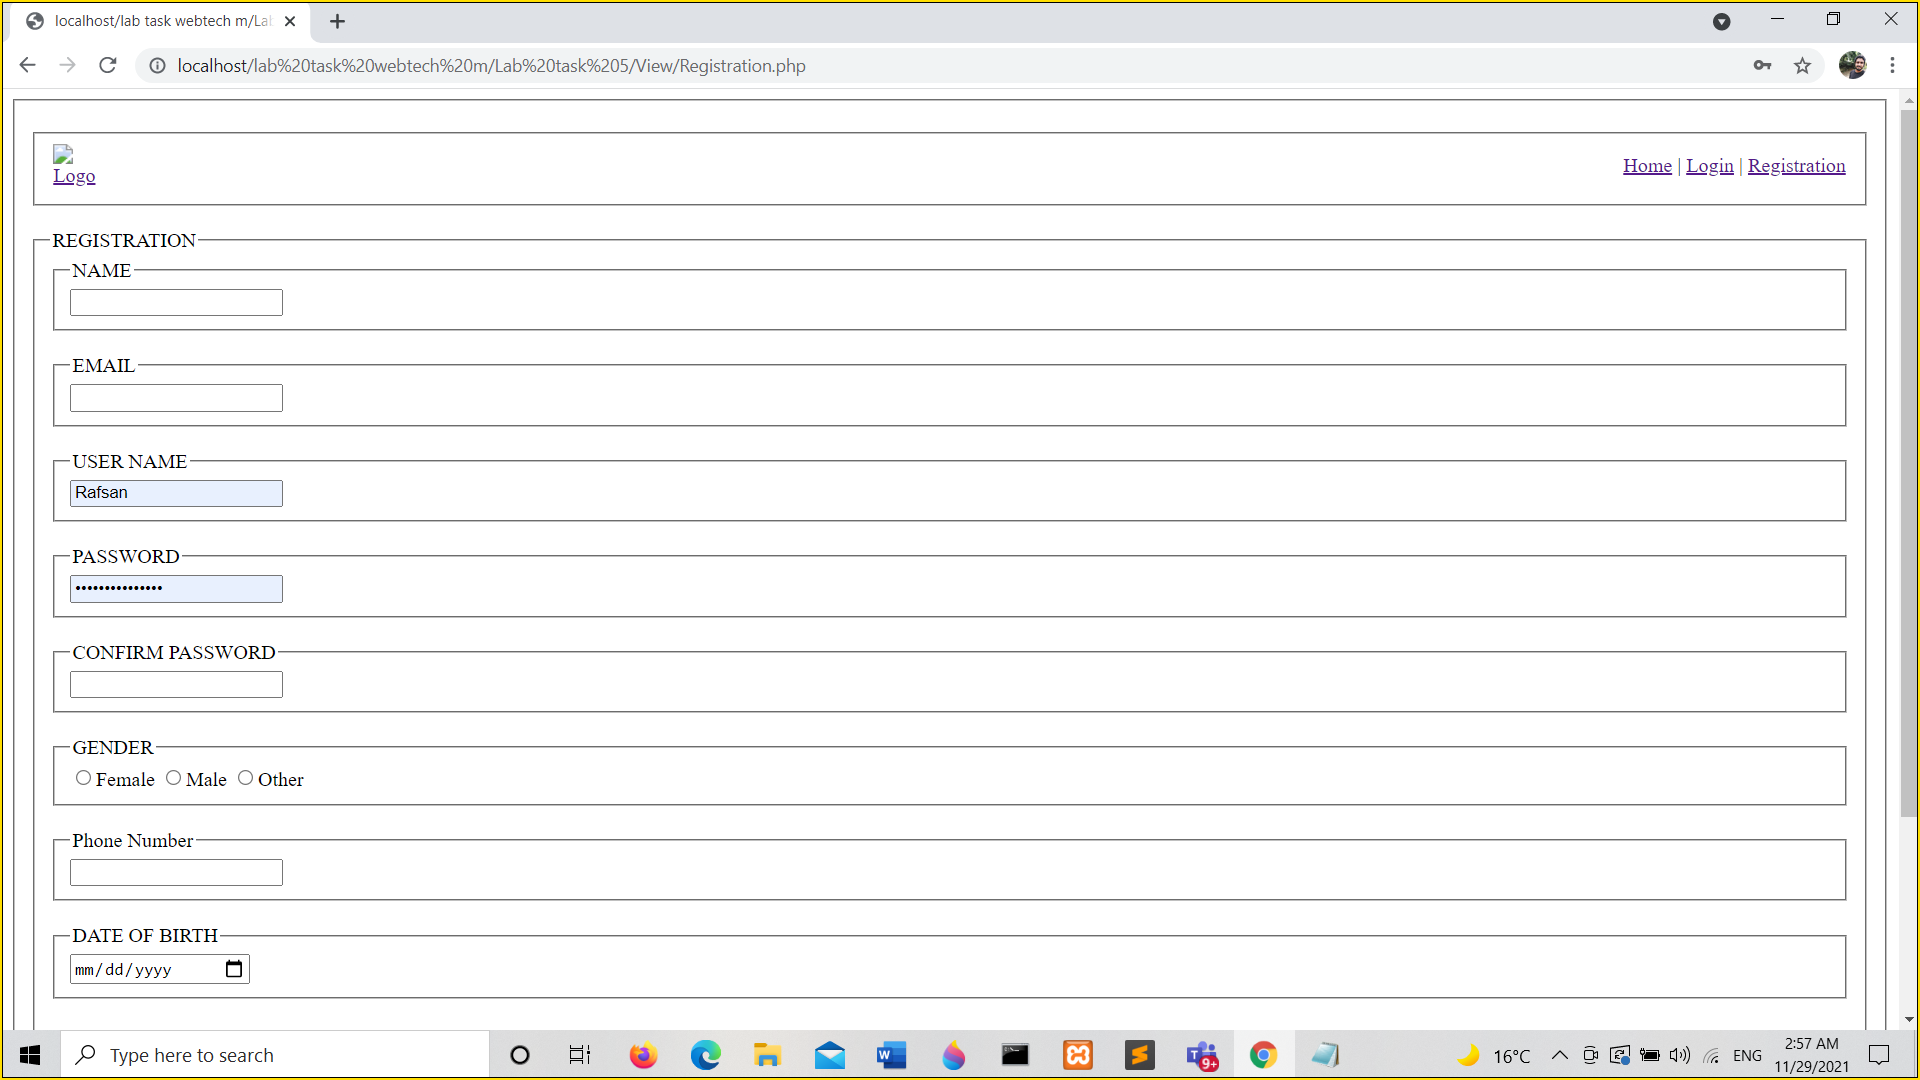 localhost/lab task webtech m/La
localhost/lab%20task%20webtech%20m/Lab%20task%205/View/Registration.php
Logo
Home | Login | Registration
REGISTRATION
NAME
EMAIL
USER NAME
Rafsan
PASSWORD
•••••••••••••••
CONFIRM PASSWORD
GENDER
Female Male Other
Phone Number
DATE OF BIRTH
mm/dd/yyyy
Type here to search
9+
16°C
ENG
2:57 AM
11/29/2021